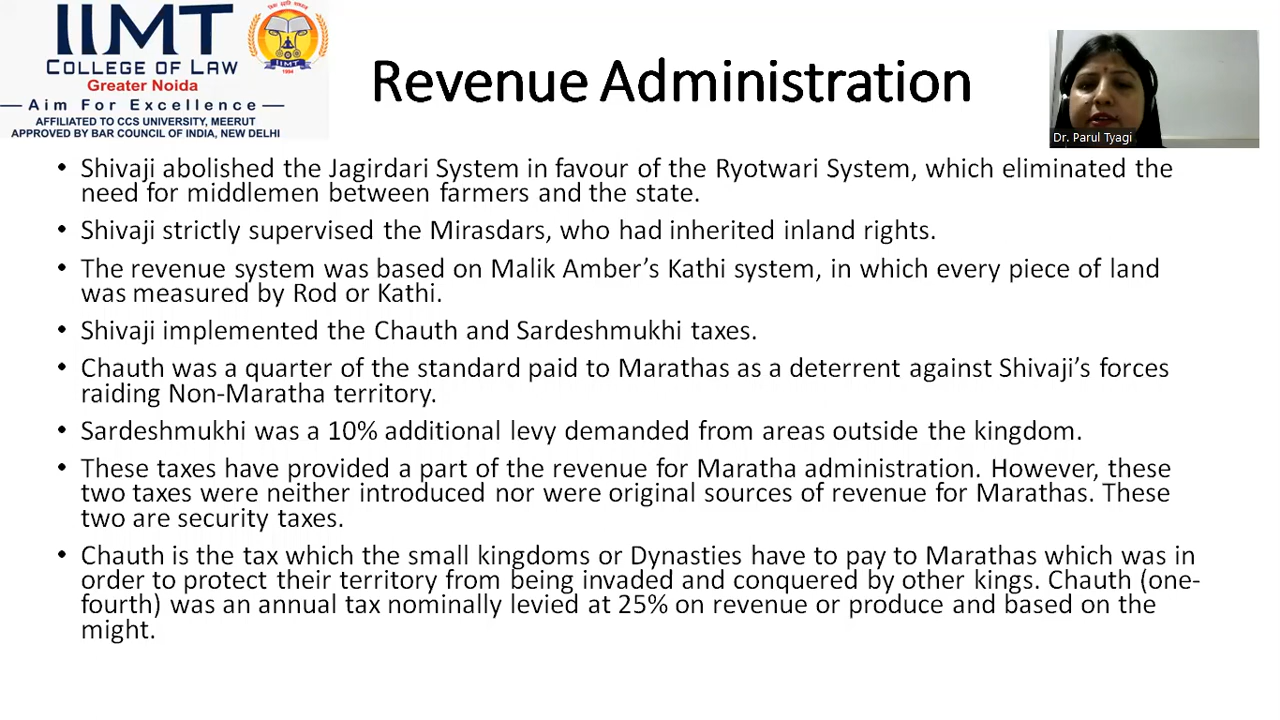 IIMT
COLLEGE OF LAW
Greater Noida
Aim For Excellence
AFFILIATED TO CCS UNIVERSITY, MEERUT
APPROVED BY BAR COUNCIL OF INDIA, NEW DELHI
IIMT
Revenue Administration
Dr. Parul Tyagi
• Shivaji abolished the Jagirdari System in favour of the Ryotwari System, which eliminated the
need for middlemen between farmers and the state.
• Shivaji strictly supervised the Mirasdars, who had inherited inland rights.
• The revenue system was based on Malik Amber’s Kathi system, in which every piece of land
was measured by Rod or Kathi.
• Shivaji implemented the Chauth and Sardeshmukhi taxes.
• Chauth was a quarter of the standard paid to Marathas as a deterrent against Shivaji’s forces
raiding Non-Maratha territory.
• Sardeshmukhi was a 10% additional levy demanded from areas outside the kingdom.
• These taxes have provided a part of the revenue for Maratha administration. However, these
two taxes were neither introduced nor were original sources of revenue for Marathas. These
two are security taxes.
• Chauth is the tax which the small kingdoms or Dynasties have to pay to Marathas which was in
order to protect their territory from being invaded and conquered by other kings. Chauth (one-
fourth) was an annual tax nominally levied at 25% on revenue or produce and based on the
might.